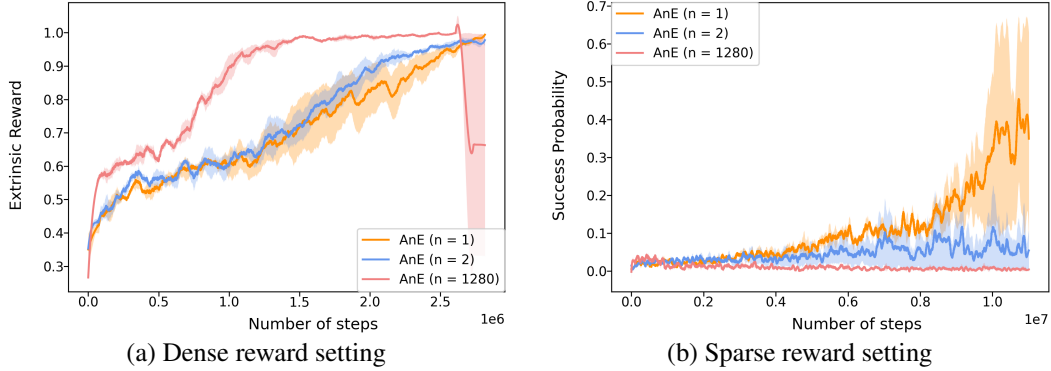 1.0
0.9
0.8
0.7
0.6
0.5
0.4
0.3
Extrinsic Reward
AnE (n = 1)
AnE (n = 2)
AnE (n = 1280)
0.0 0.5 1.0 1.5 2.0 2.5
1e6
Number of steps
(a) Dense reward setting
0.7
0.6
0.5
0.4
0.3
0.2
0.1
0.0
Success Probability
AnE (n = 1)
AnE (n = 2)
AnE (n = 1280)
0.0 0.2 0.4 0.6 0.8 1.0
1e7
Number of steps
(b) Sparse reward setting